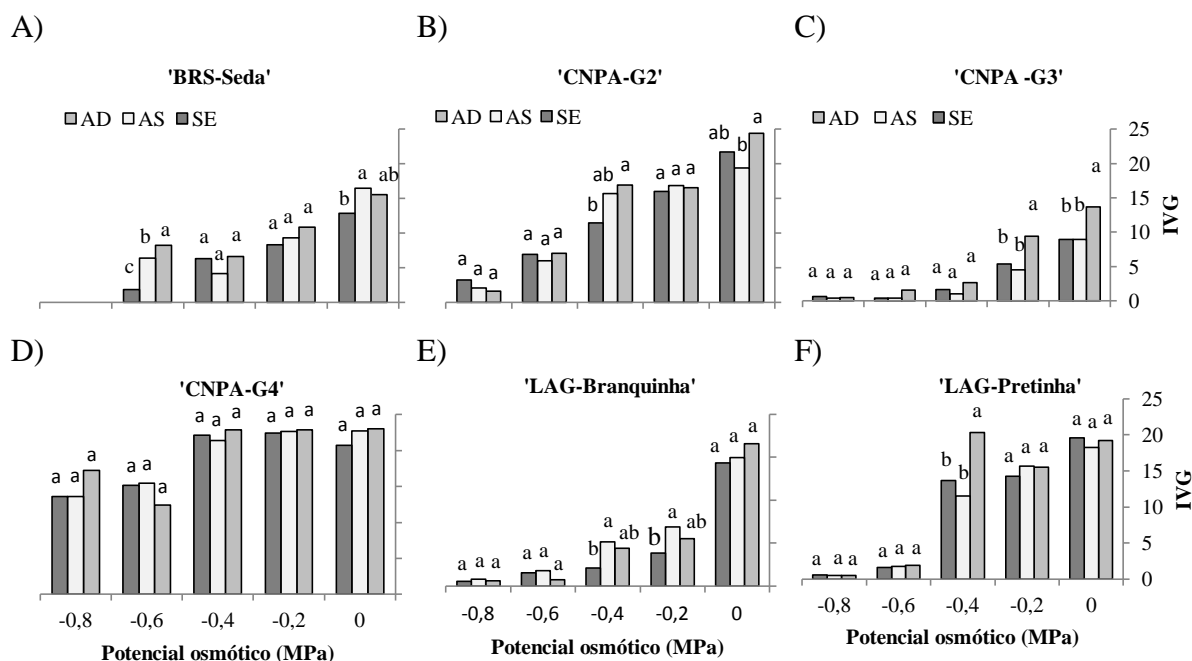 A)
'BRS-Seda'
AD AS SE
c b a
a a a
a a a
b a ab
B)
'CNPA-G2'
AD AS SE
a a a
a a a
b ab a
a a a
ab b a
C)
'CNPA -G3'
AD AS SE
a a a
a a a
a a a
b b a
b b a
25
20
15
10
5
0
IVG
D)
'CNPA-G4'
a a a
a a a
a a a
a a a
a a a
-0,8 -0,6 -0,4 -0,2 0
Potencial osmótico (MPa)
E)
'LAG-Branquinha'
a a a
a a a
b a ab
b a ab
a a a
-0,8 -0,6 -0,4 -0,2 0
Potencial osmótico (MPa)
F)
'LAG-Pretinha'
a a a
a a a
b b a
a a a
a a a
25
20
15
10
5
0
IVG
-0,8 -0,6 -0,4 -0,2 0
Potencial osmótico (MPa)